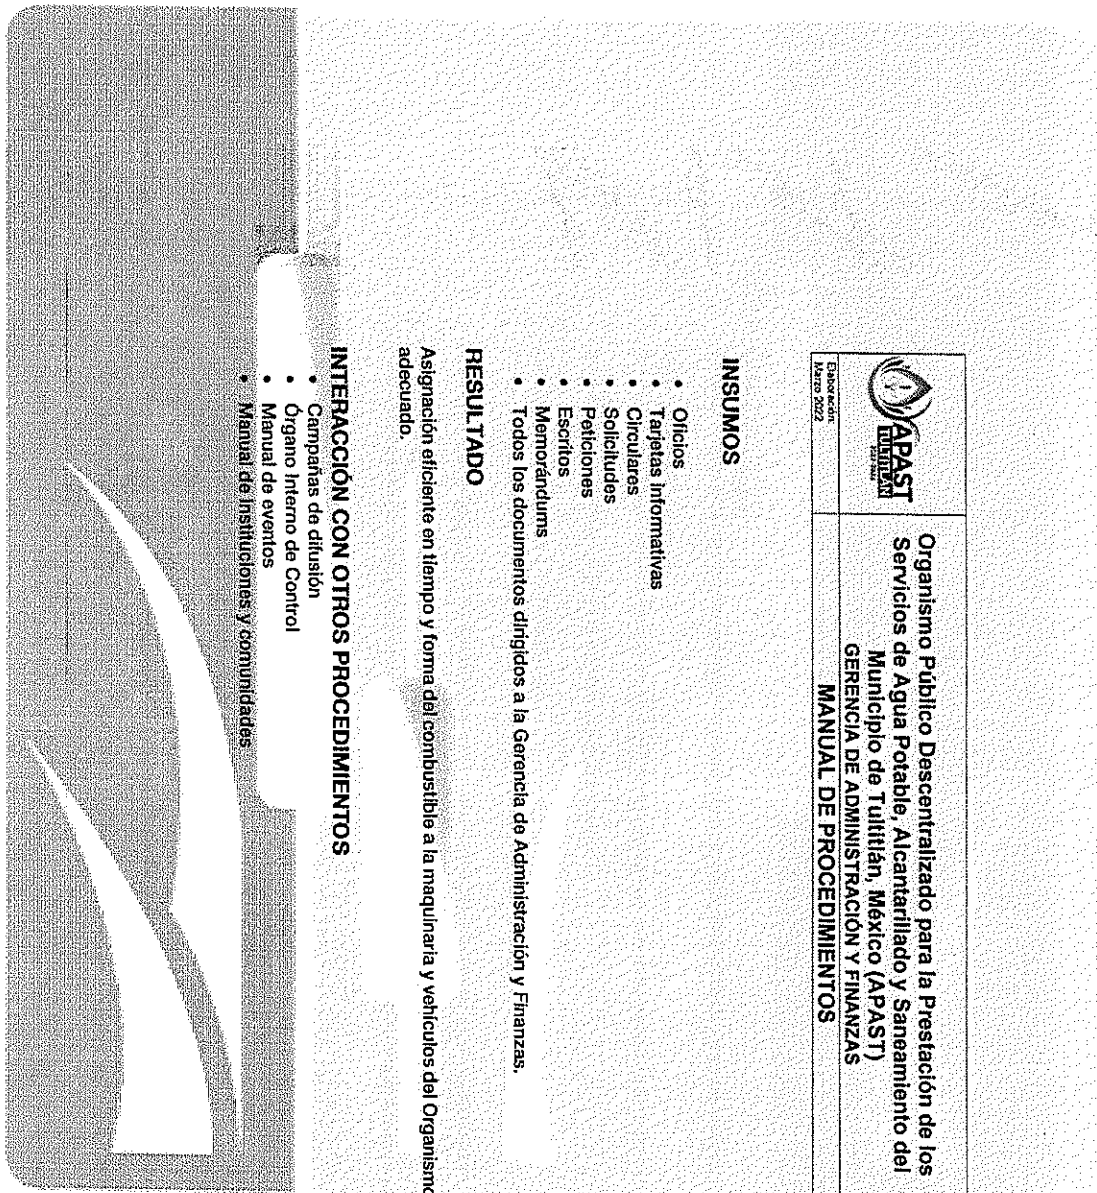 APAST
TULTITLÁN
Elaboración:
Marzo 2022
Organismo Público Descentralizado para la Prestación de los
Servicios de Agua Potable, Alcantarillado y Saneamiento del
Municipio de Tultitlán, México (APAST)
GERENCIA DE ADMINISTRACIÓN Y FINANZAS
MANUAL DE PROCEDIMIENTOS
INSUMOS
• Oficios
• Tarjetas informativas
• Circulares
• Solicitudes
• Peticiones
• Escritos
• Memorándums
• Todos los documentos dirigidos a la Gerencia de Administración y Finanzas.
RESULTADO
Asignación eficiente en tiempo y forma del combustible a la maquinaria y vehículos del Organismo
adecuado.
INTERACCIÓN CON OTROS PROCEDIMIENTOS
• Campañas de difusión
• Órgano Interno de Control
• Manual de eventos
• Manual de Instituciones y comunidades